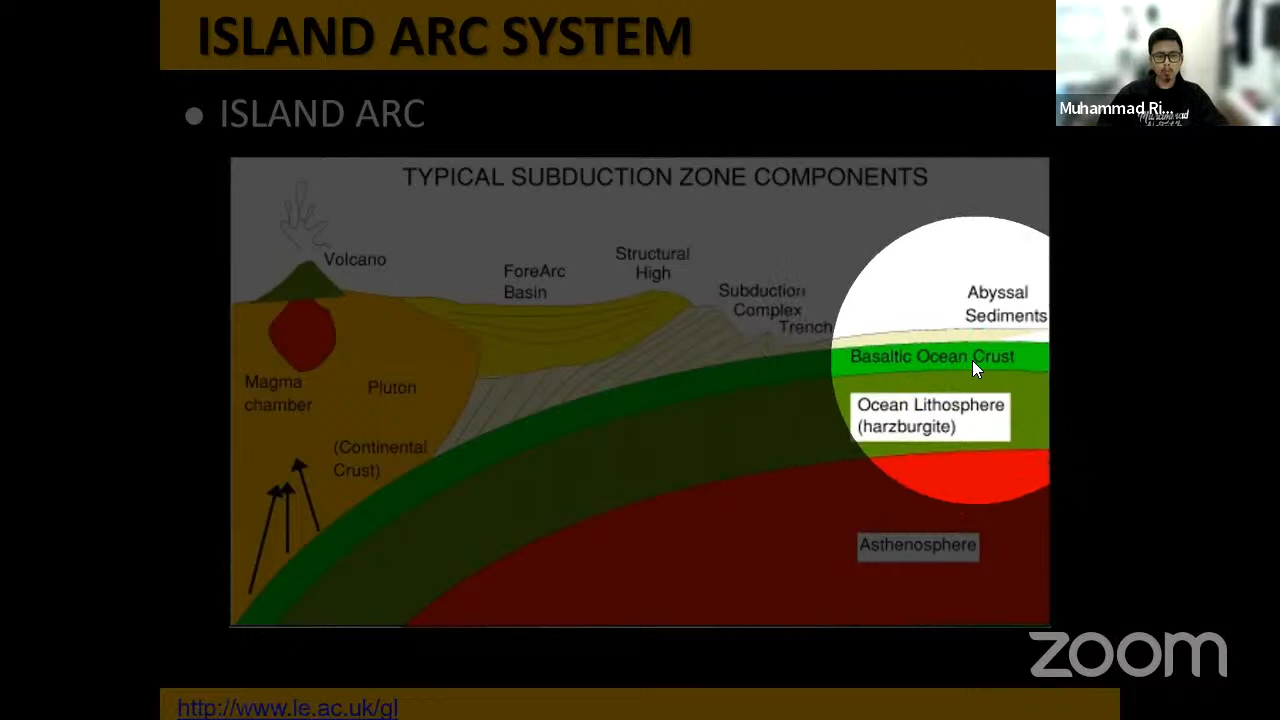 ISLAND ARC SYSTEM
Muhammad Ri...
● ISLAND ARC
TYPICAL SUBDUCTION ZONE COMPONENTS
Volcano
ForeArc
Basin
Structural
High
Subduction
Complex
Trench
Abyssal
Sediments
Basaltic Ocean Crust
Ocean Lithosphere
(harzburgite)
Magma
chamber
Pluton
(Continental
Crust)
Asthenosphere
zoom
http://www.le.ac.uk/gl